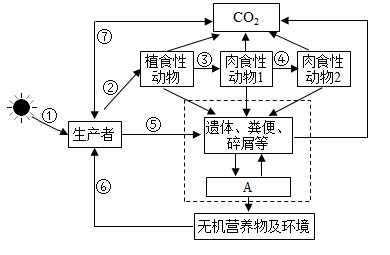 CO₂
⑦
植食性
动物
③
肉食性
动物1
④
肉食性
动物2
②
①
生产者
⑤
遗体、粪便、
碎屑等
⑥
A
无机营养物及环境